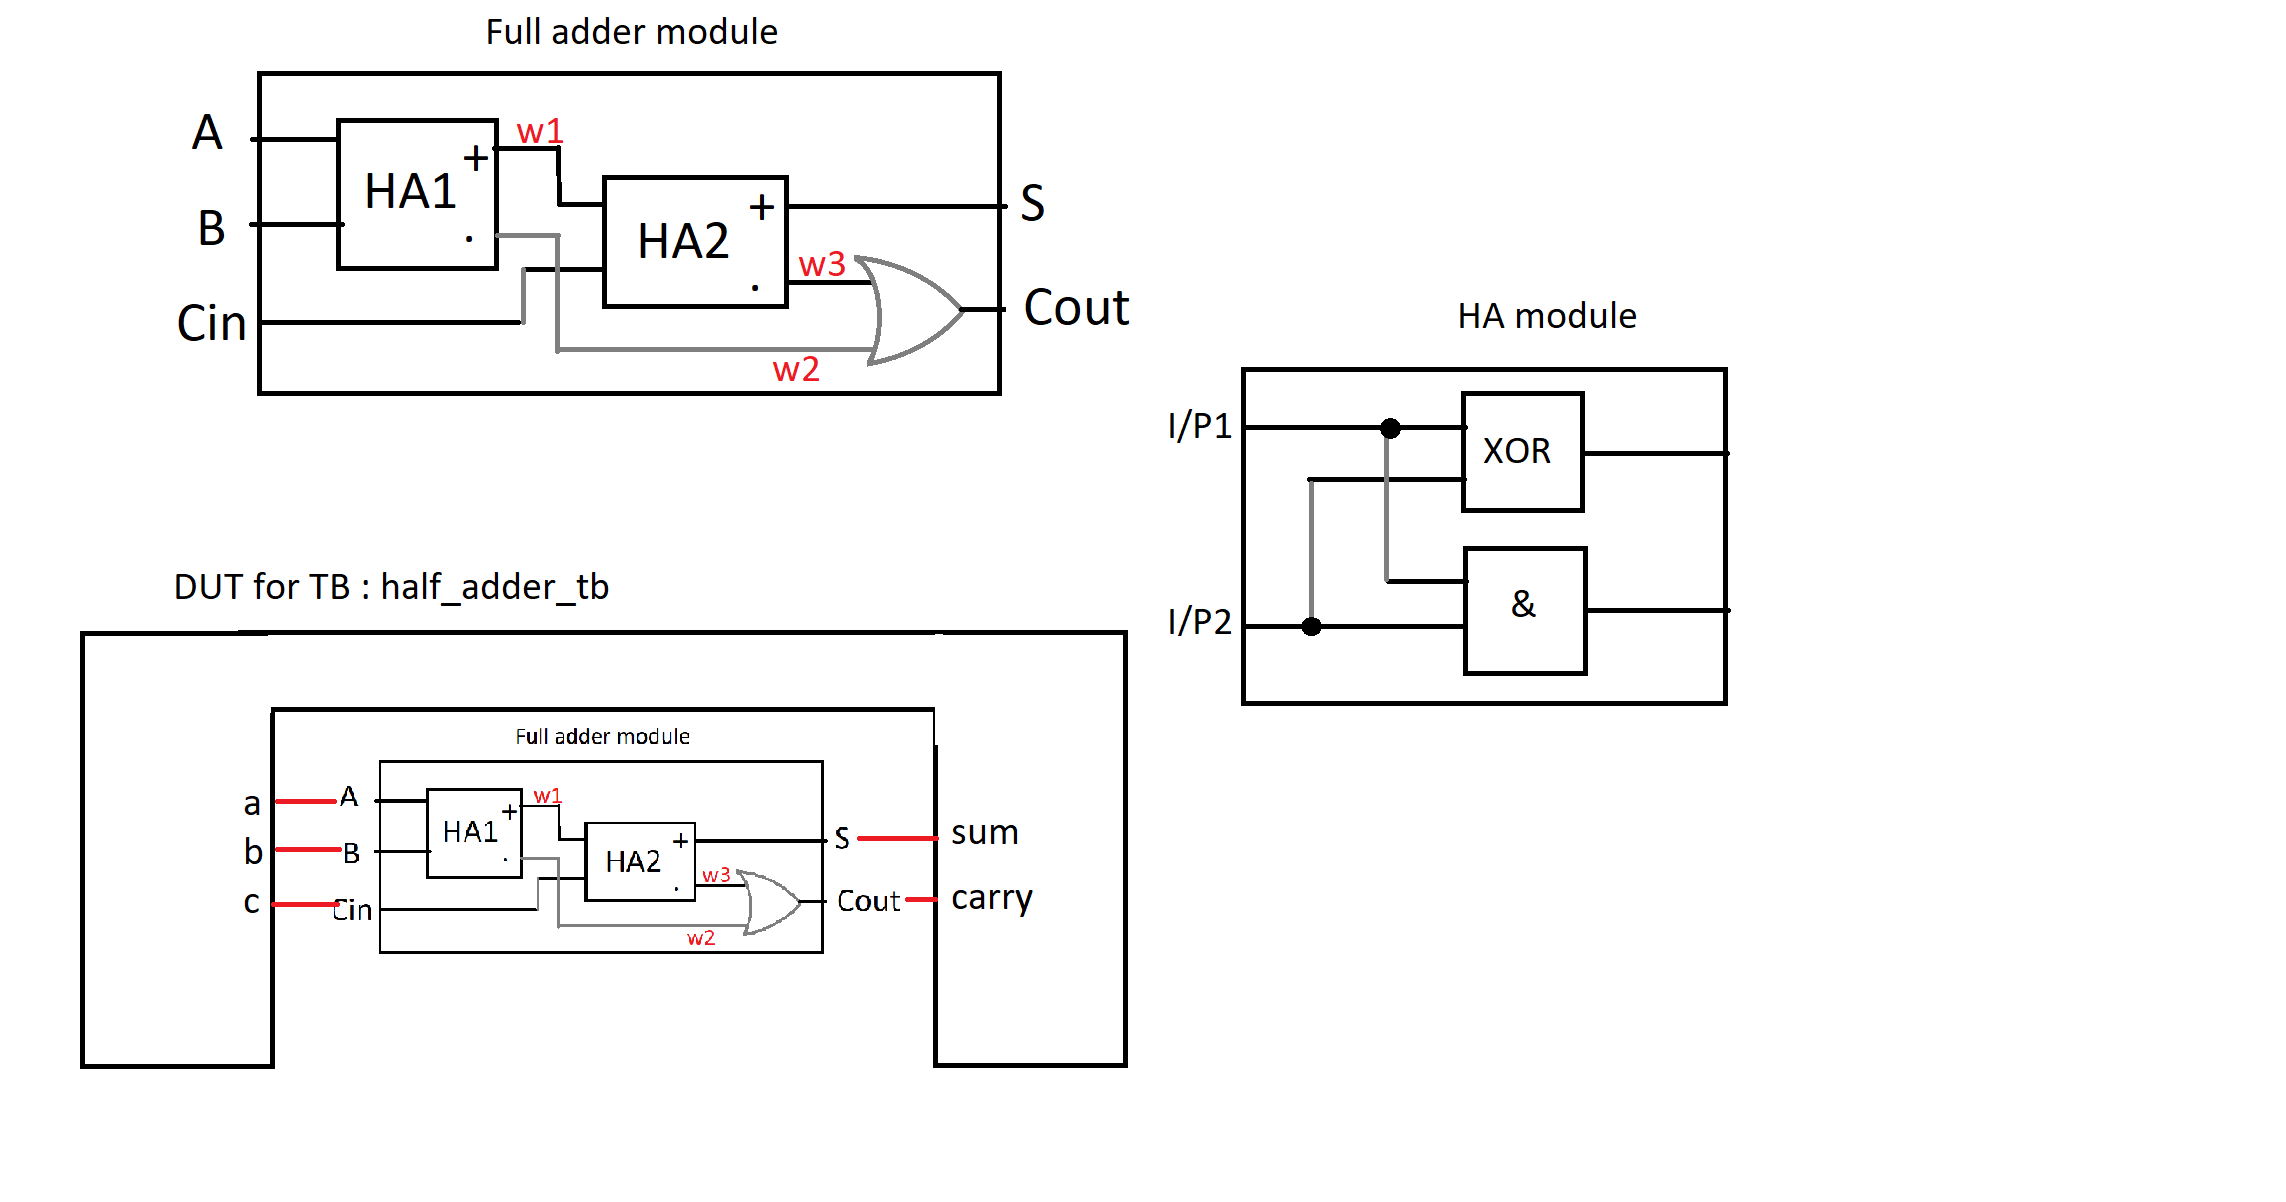 Full adder module
A
B
Cin
HA1
+
.
w1
HA2
+
.
w3
w2
S
Cout
HA module
I/P1
I/P2
XOR
&
DUT for TB : half_adder_tb
Full adder module
a
b
c
A
B
Cin
HA1
+
.
w1
HA2
+
.
w3
w2
S
Cout
sum
carry